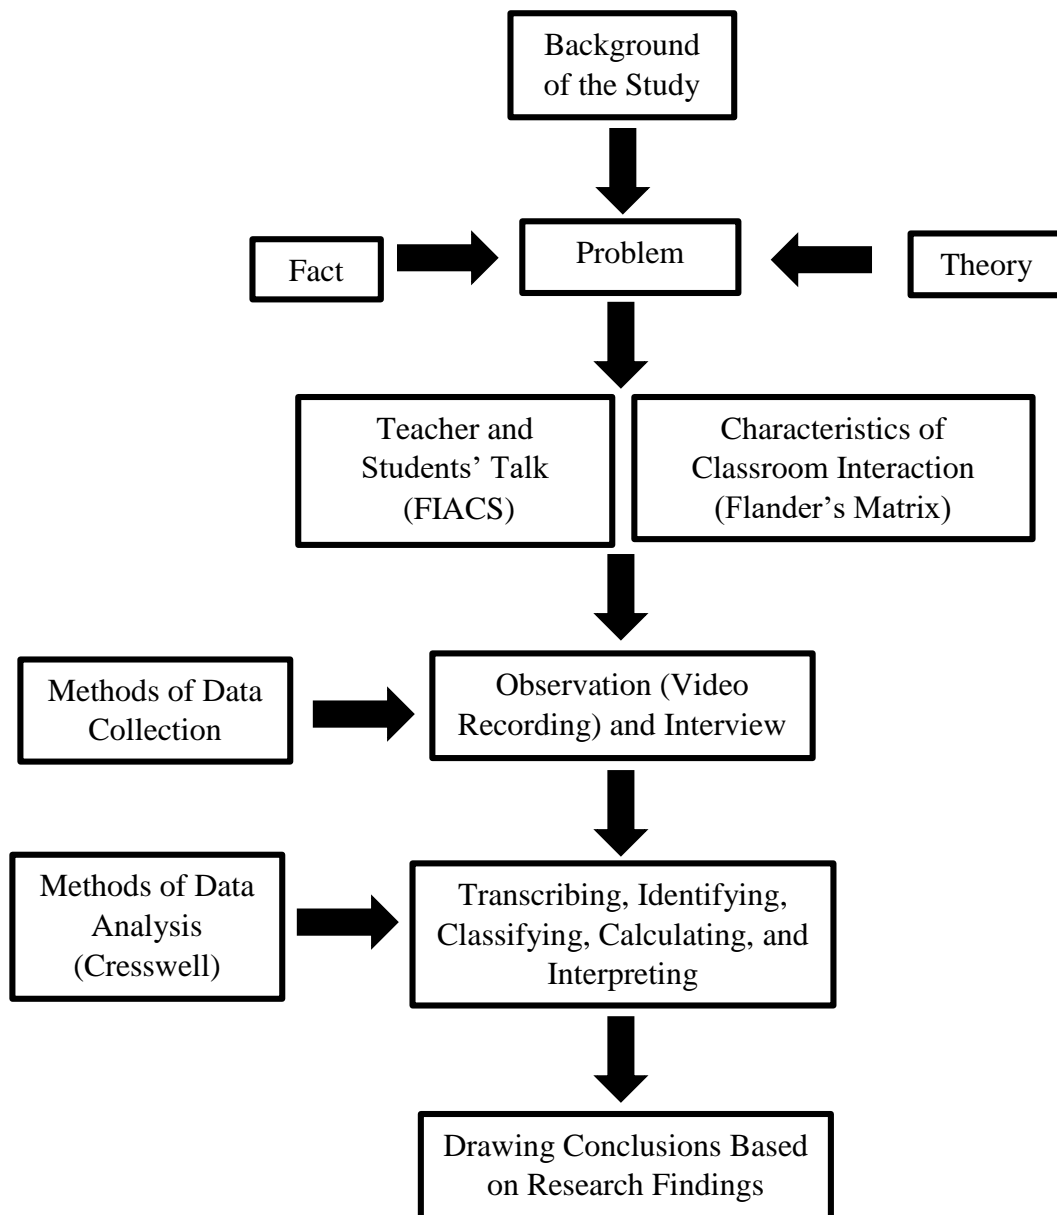 Background
of the Study
Fact
Problem
Theory
Teacher and
Students’ Talk
(FIACS)
Characteristics of
Classroom Interaction
(Flander’s Matrix)
Methods of Data
Collection
Observation (Video
Recording) and Interview
Methods of Data
Analysis
(Cresswell)
Transcribing, Identifying,
Classifying, Calculating, and
Interpreting
Drawing Conclusions Based
on Research Findings